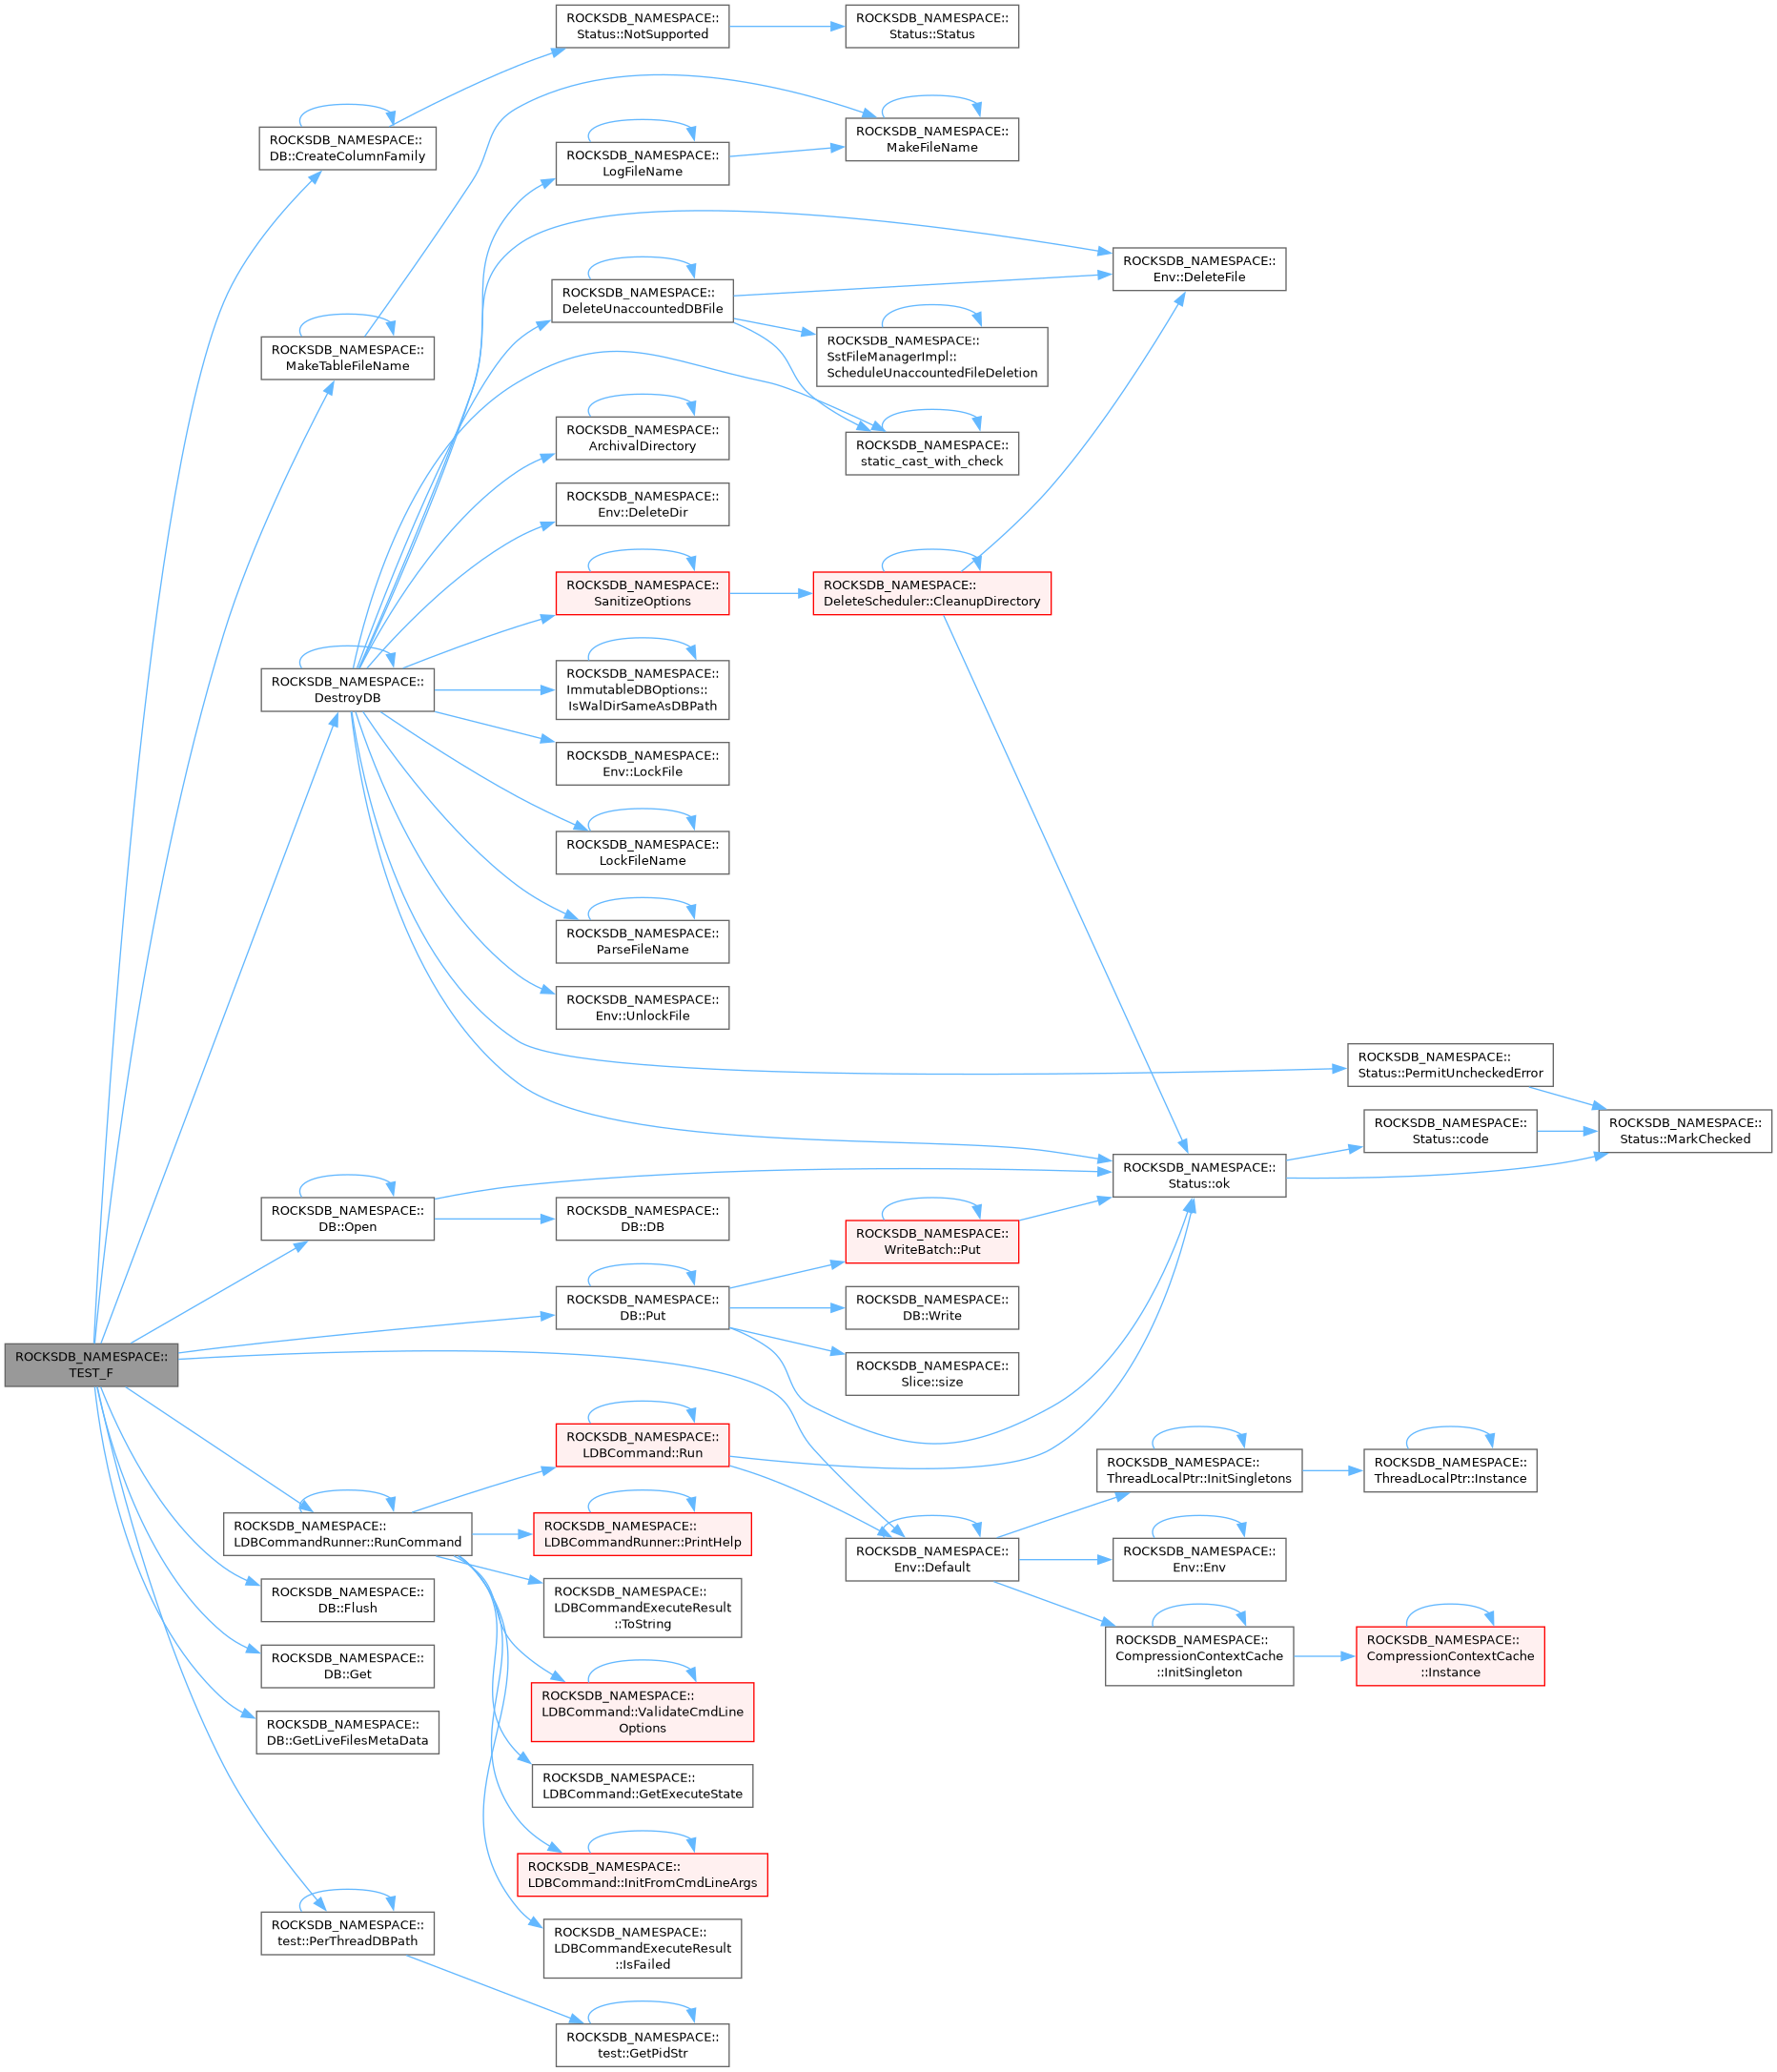 ROCKSDB_NAMESPACE::
Status::NotSupported
ROCKSDB_NAMESPACE::
Status::Status
ROCKSDB_NAMESPACE::
DB::CreateColumnFamily
ROCKSDB_NAMESPACE::
LogFileName
ROCKSDB_NAMESPACE::
MakeFileName
ROCKSDB_NAMESPACE::
Env::DeleteFile
ROCKSDB_NAMESPACE::
DeleteUnaccountedDBFile
ROCKSDB_NAMESPACE::
MakeTableFileName
ROCKSDB_NAMESPACE::
SstFileManagerImpl::
ScheduleUnaccountedFileDeletion
ROCKSDB_NAMESPACE::
ArchivalDirectory
ROCKSDB_NAMESPACE::
static_cast_with_check
ROCKSDB_NAMESPACE::
Env::DeleteDir
ROCKSDB_NAMESPACE::
SanitizeOptions
ROCKSDB_NAMESPACE::
DeleteScheduler::CleanupDirectory
ROCKSDB_NAMESPACE::
DestroyDB
ROCKSDB_NAMESPACE::
ImmutableDBOptions::
IsWalDirSameAsDBPath
ROCKSDB_NAMESPACE::
Env::LockFile
ROCKSDB_NAMESPACE::
LockFileName
ROCKSDB_NAMESPACE::
ParseFileName
ROCKSDB_NAMESPACE::
Env::UnlockFile
ROCKSDB_NAMESPACE::
Status::PermitUncheckedError
ROCKSDB_NAMESPACE::
Status::code
ROCKSDB_NAMESPACE::
Status::MarkChecked
ROCKSDB_NAMESPACE::
Status::ok
ROCKSDB_NAMESPACE::
DB::Open
ROCKSDB_NAMESPACE::
DB::DB
ROCKSDB_NAMESPACE::
WriteBatch::Put
ROCKSDB_NAMESPACE::
DB::Put
ROCKSDB_NAMESPACE::
DB::Write
ROCKSDB_NAMESPACE::
TEST_F
ROCKSDB_NAMESPACE::
Slice::size
ROCKSDB_NAMESPACE::
LDBCommand::Run
ROCKSDB_NAMESPACE::
ThreadLocalPtr::InitSingletons
ROCKSDB_NAMESPACE::
ThreadLocalPtr::Instance
ROCKSDB_NAMESPACE::
LDBCommandRunner::RunCommand
ROCKSDB_NAMESPACE::
LDBCommandRunner::PrintHelp
ROCKSDB_NAMESPACE::
Env::Default
ROCKSDB_NAMESPACE::
Env::Env
ROCKSDB_NAMESPACE::
DB::Flush
ROCKSDB_NAMESPACE::
LDBCommandExecuteResult
::ToString
ROCKSDB_NAMESPACE::
DB::Get
ROCKSDB_NAMESPACE::
CompressionContextCache
::InitSingleton
ROCKSDB_NAMESPACE::
CompressionContextCache
::Instance
ROCKSDB_NAMESPACE::
LDBCommand::ValidateCmdLine
Options
ROCKSDB_NAMESPACE::
DB::GetLiveFilesMetaData
ROCKSDB_NAMESPACE::
LDBCommand::GetExecuteState
ROCKSDB_NAMESPACE::
LDBCommand::InitFromCmdLineArgs
ROCKSDB_NAMESPACE::
test::PerThreadDBPath
ROCKSDB_NAMESPACE::
LDBCommandExecuteResult
::IsFailed
ROCKSDB_NAMESPACE::
test::GetPidStr